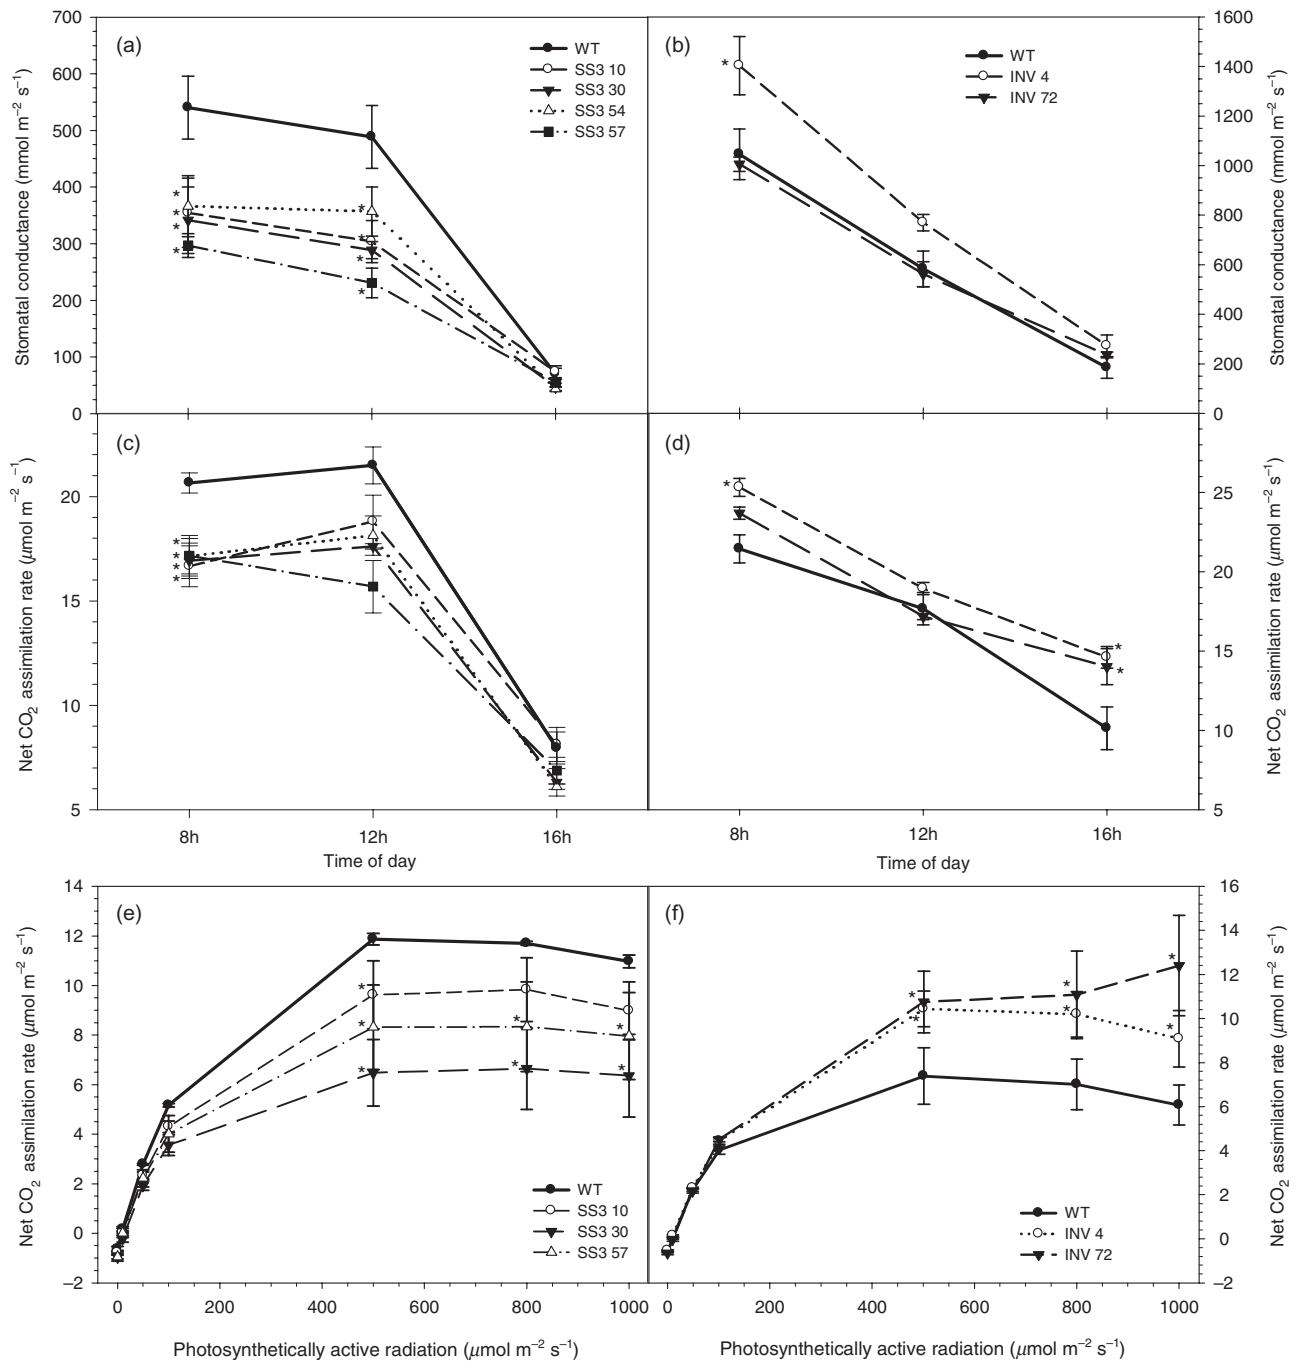 (a)
WT
SS3 10
SS3 30
SS3 54
SS3 57
700
600
500
400
300
200
100
0
Stomatal conductance (mmol m−2 s−1)
* * * *
* * * *
(b)
WT
INV 4
INV 72
1600
1400
1200
1000
800
600
400
200
0
Stomatal conductance (mmol m−2 s−1)
*
(c)
20
15
10
5
Net CO2 assimilation rate (μmol m−2 s−1)
* * * *
8h 12h 16h
Time of day
(d)
25
20
15
10
5
Net CO2 assimilation rate (μmol m−2 s−1)
*
* *
8h 12h 16h
Time of day
(e)
14
12
10
8
6
4
2
0
−2
Net CO2 assimilation rate (μmol m−2 s−1)
* * *
* *
* *
WT
SS3 10
SS3 30
SS3 57
0 200 400 600 800 1000
Photosynthetically active radiation (μmol m−2 s−1)
(f)
16
14
12
10
8
6
4
2
0
−2
Net CO2 assimilation rate (μmol m−2 s−1)
* *
* *
* *
WT
INV 4
INV 72
0 200 400 600 800 1000
Photosynthetically active radiation (μmol m−2 s−1)